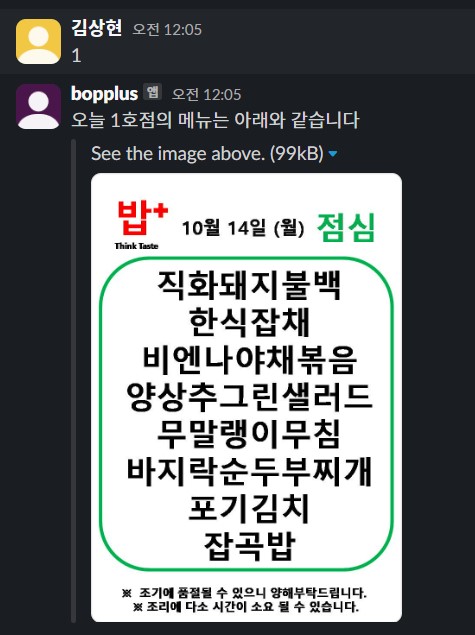 김상현 오전 12:05
1
bopplus 앱 오전 12:05
오늘 1호점의 메뉴는 아래와 같습니다
See the image above. (99kB)
밥+ 10월 14일 (월) 점심
Think Taste
직화돼지불백
한식잡채
비엔나야채볶음
양상추그린샐러드
무말랭이무침
바지락순두부찌개
포기김치
잡곡밥
※ 조기에 품절될 수 있으니 양해부탁드립니다.
※ 조리에 다소 시간이 소요 될 수 있습니다.